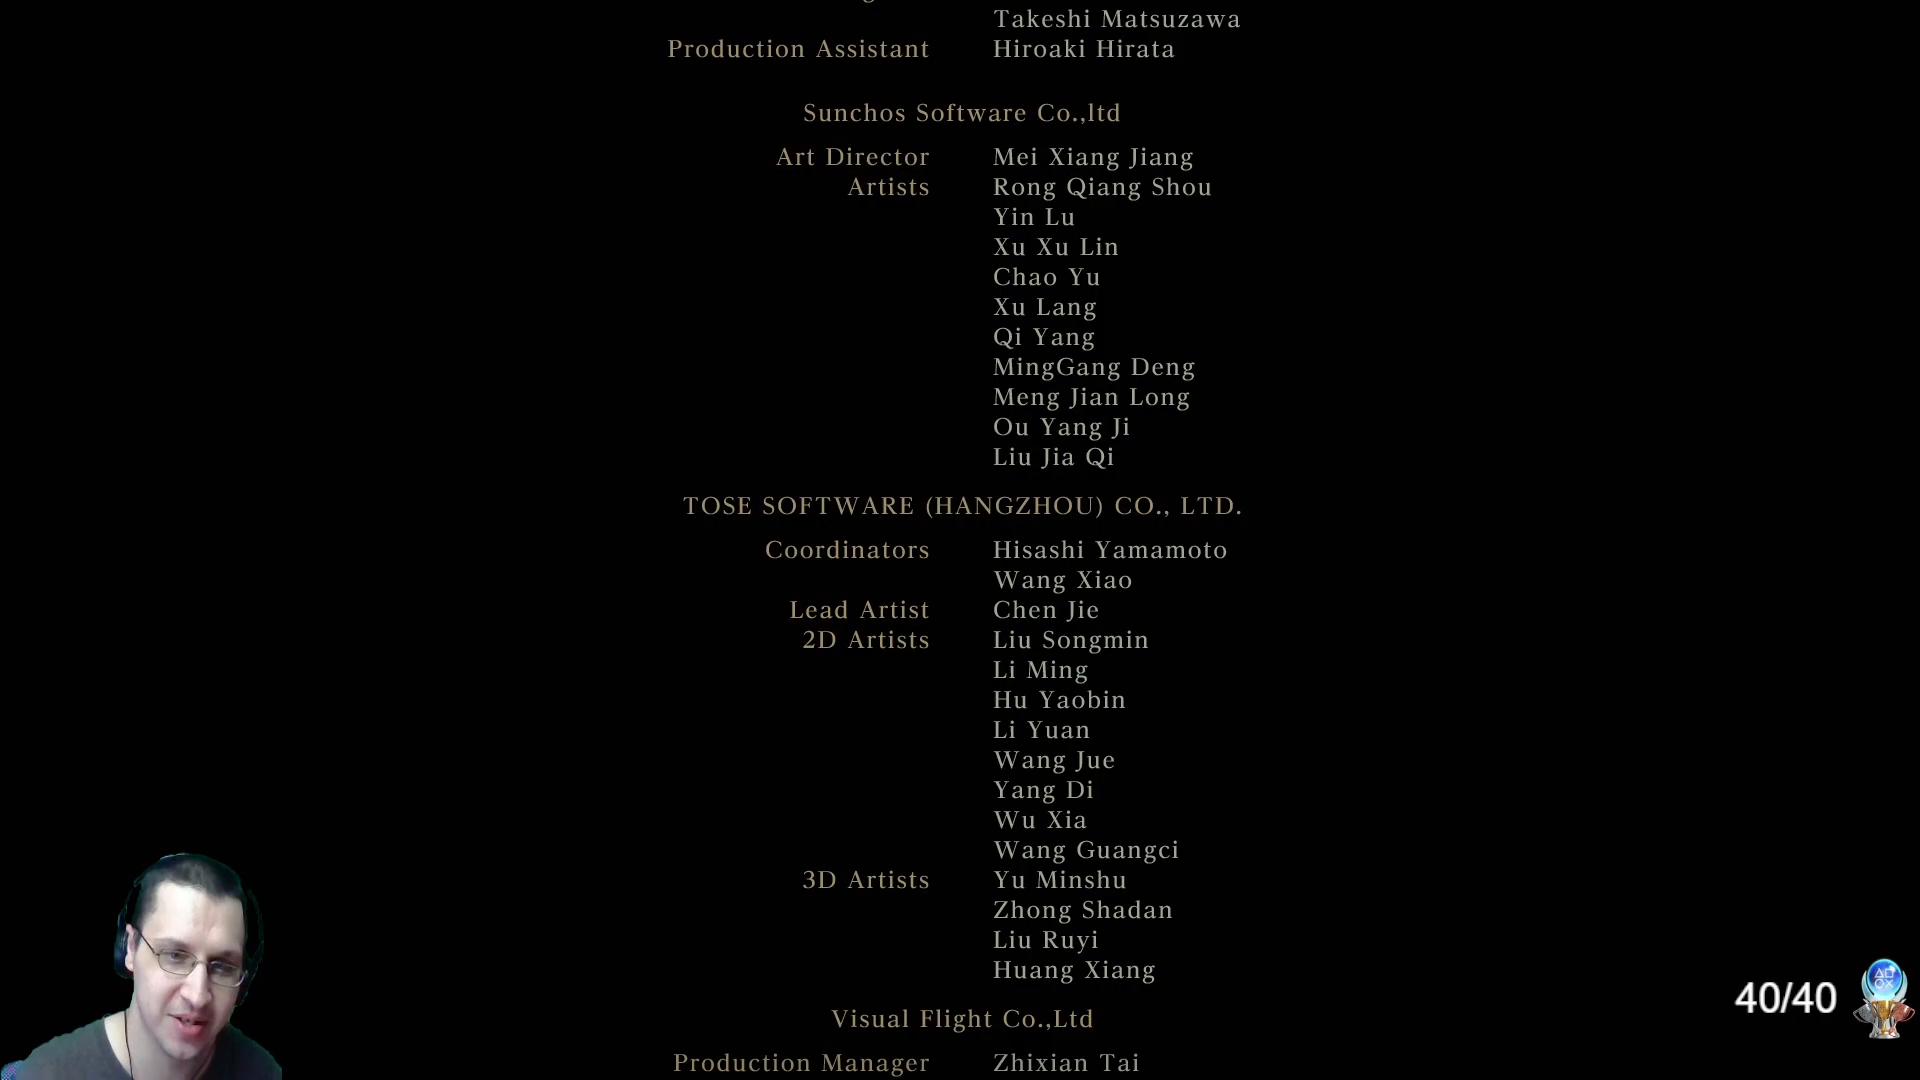 Takeshi Matsuzawa
Production Assistant Hiroaki Hirata
Sunchos Software Co.,ltd
Art Director Mei Xiang Jiang
Artists Rong Qiang Shou
Yin Lu
Xu Xu Lin
Chao Yu
Xu Lang
Qi Yang
MingGang Deng
Meng Jian Long
Ou Yang Ji
Liu Jia Qi
TOSE SOFTWARE (HANGZHOU) CO., LTD.
Coordinators Hisashi Yamamoto
Wang Xiao
Lead Artist Chen Jie
2D Artists Liu Songmin
Li Ming
Hu Yaobin
Li Yuan
Wang Jue
Yang Di
Wu Xia
Wang Guangci
3D Artists Yu Minshu
Zhong Shadan
Liu Ruyi
Huang Xiang
40/40
Visual Flight Co.,Ltd
Production Manager Zhixian Tai